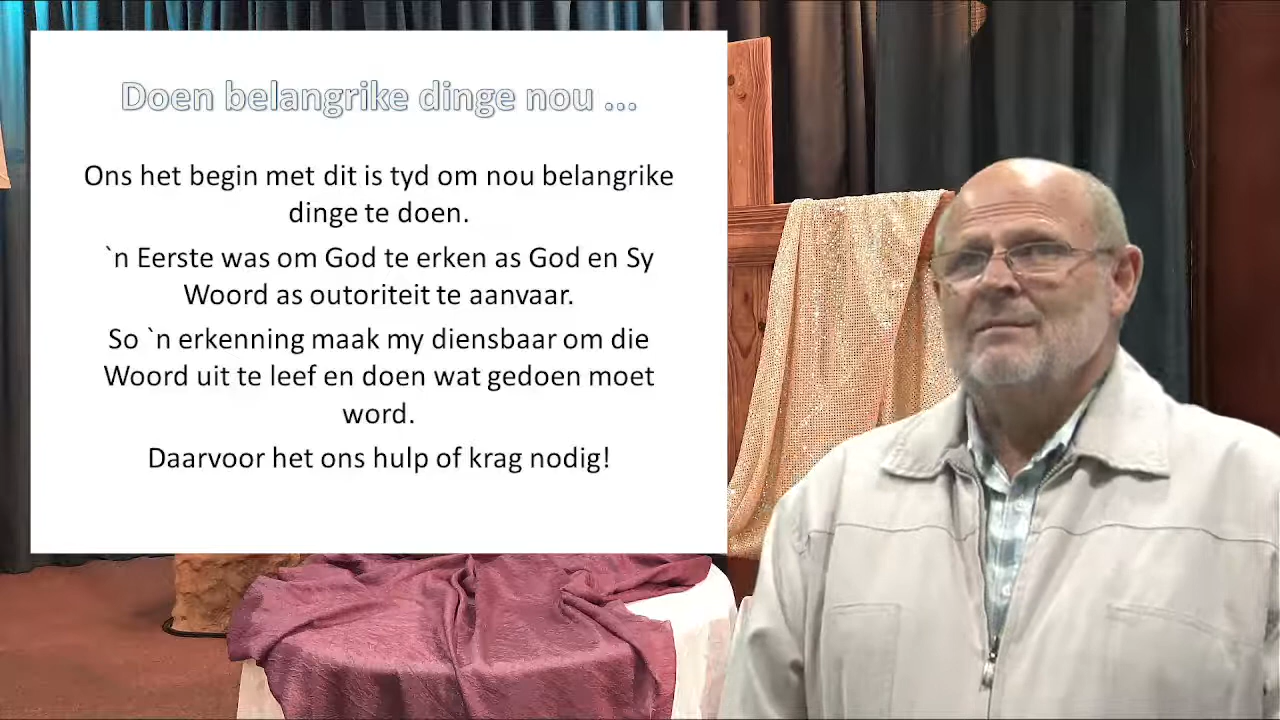 Doen belangrike dinge nou ...
Ons het begin met dit is tyd om nou belangrike
dinge te doen.
`n Eerste was om God te erken as God en Sy
Woord as outoriteit te aanvaar.
So `n erkenning maak my diensbaar om die
Woord uit te leef en doen wat gedoen moet
word.
Daarvoor het ons hulp of krag nodig!